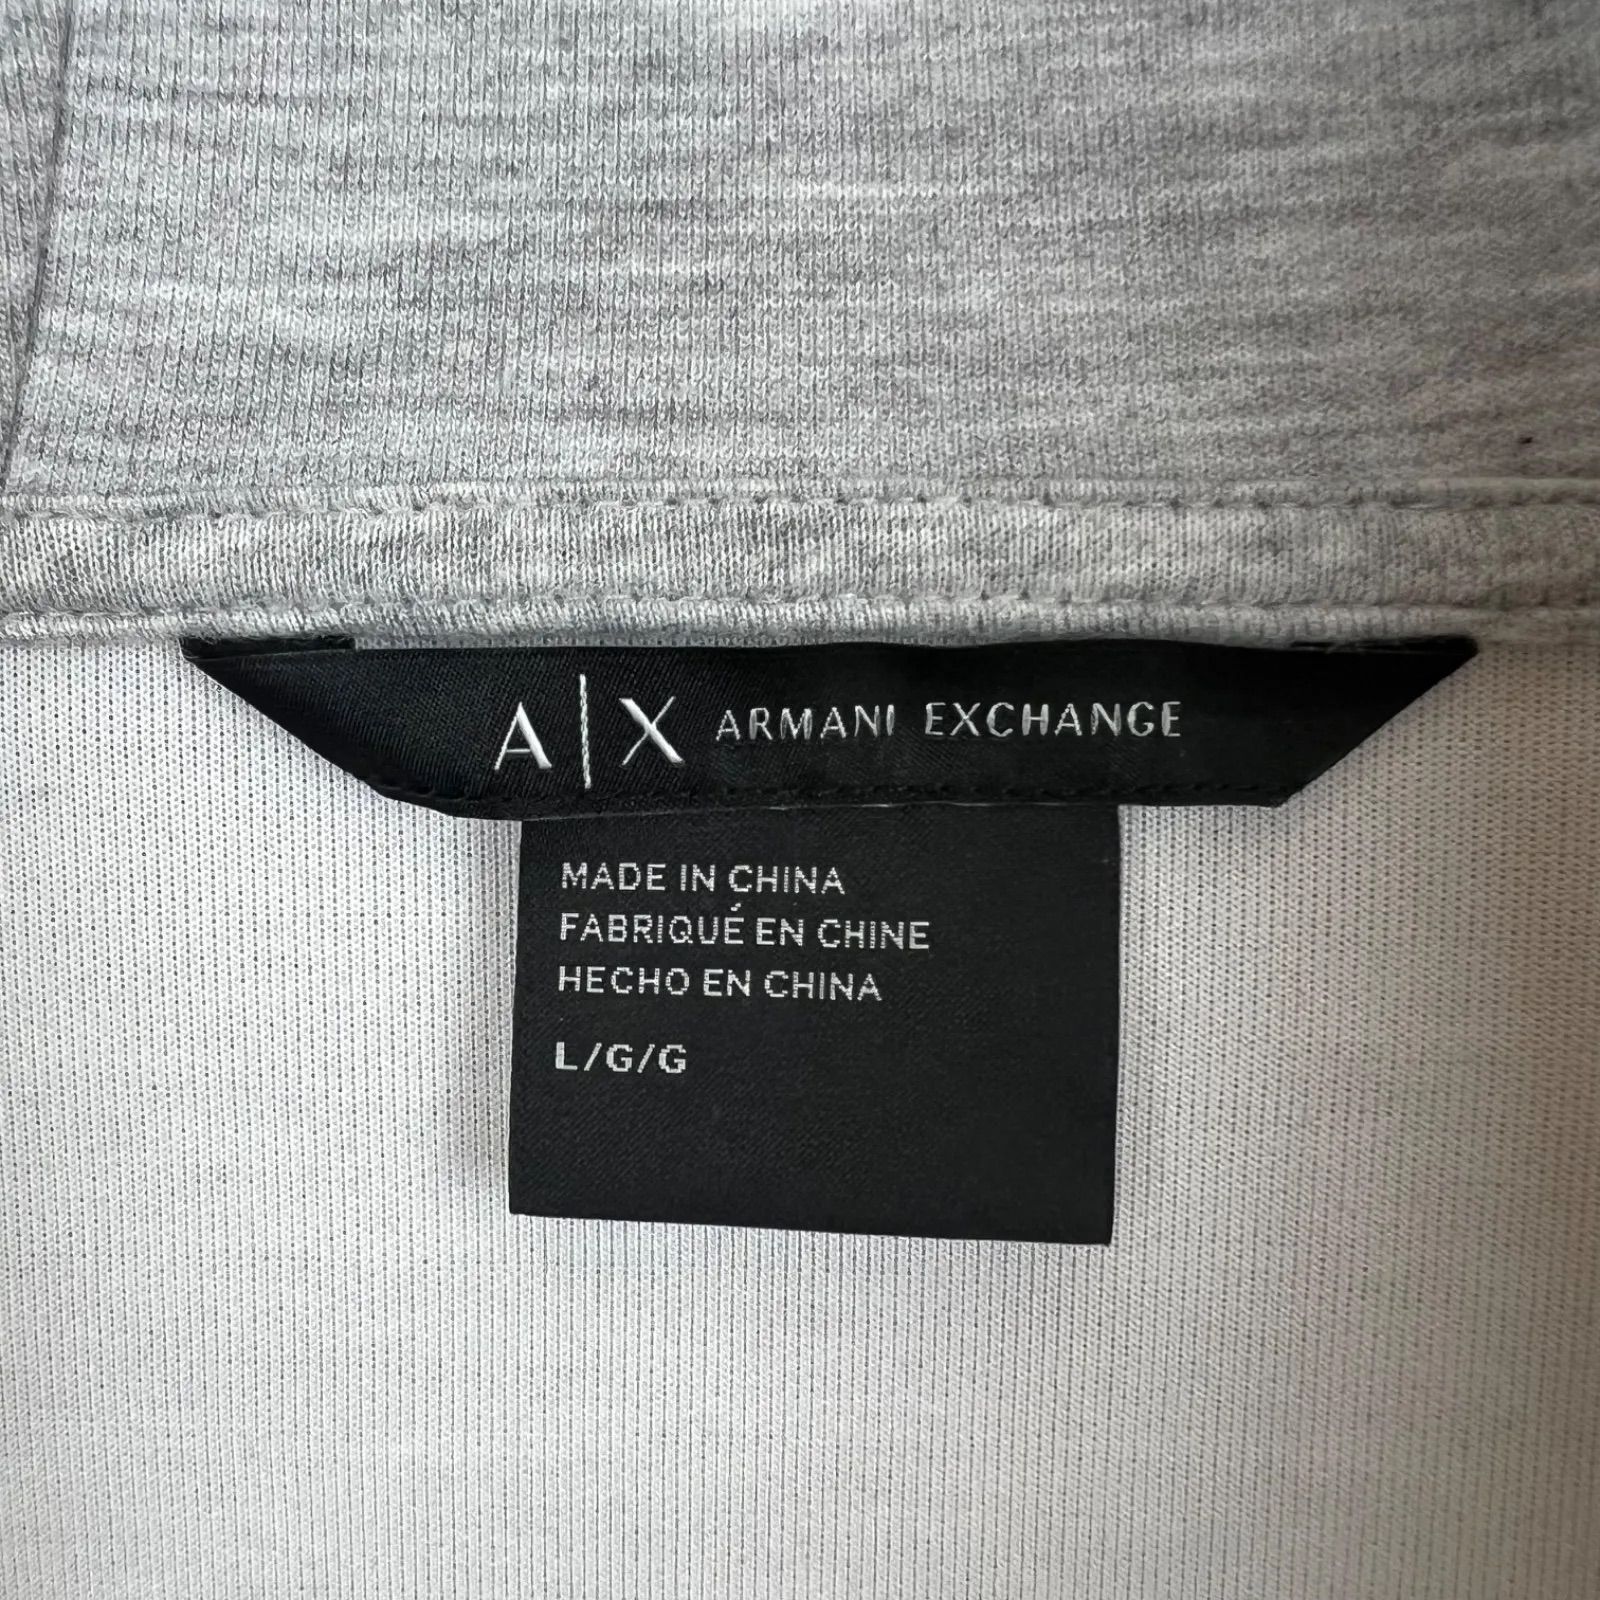 A|X ARMANI EXCHANGE
MADE IN CHINA
FABRIQUÉ EN CHINE
HECHO EN CHINA
L/G/G